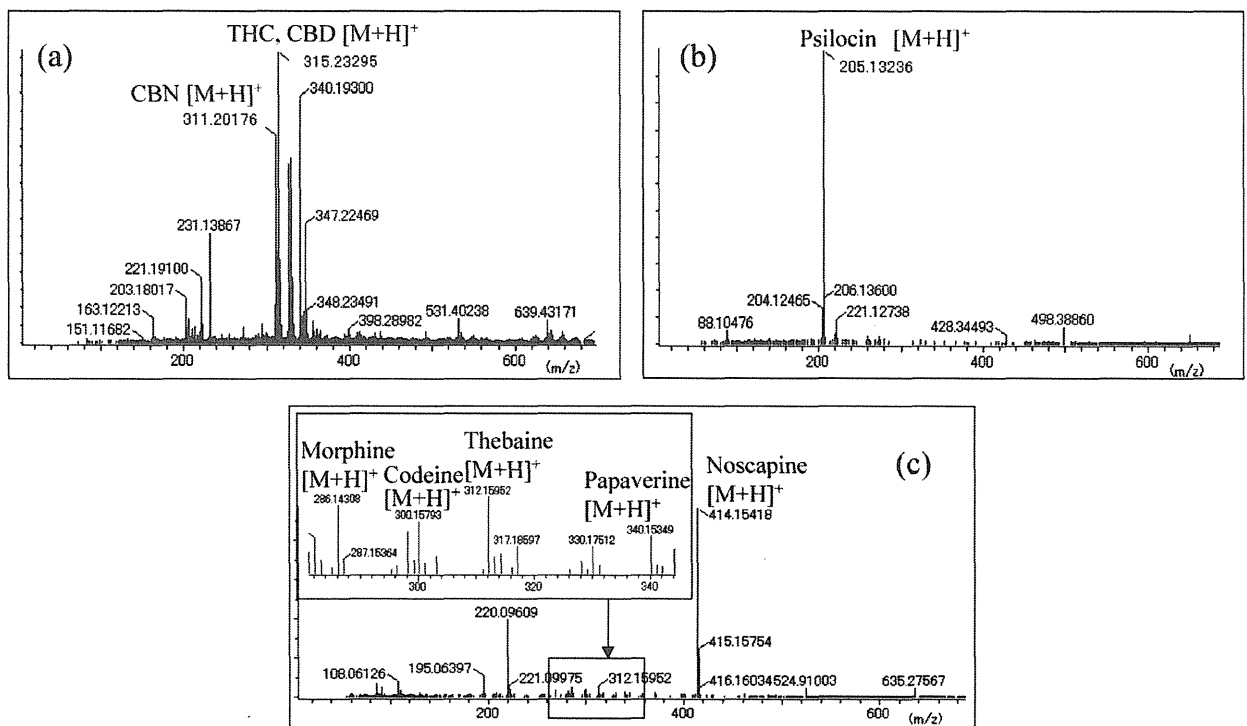 (a)
THC, CBD [M+H]+
315.23295
CBN [M+H]+
340.19300
311.20176
347.22469
231.13867
221.19100
203.18017
163.12213
151.11682
348.23491
398.28982
531.40238
639.43171
200
400
600
(m/z)
(b)
Psilocin [M+H]+
205.13236
204.12465
206.13600
221.12738
88.10476
428.34493
498.38860
200
400
600
(m/z)
(c)
Morphine
[M+H]+
286.14308
287.15364
Codeine
[M+H]+
300.15793
Thebaine
[M+H]+
312.15952
317.18597
Papaverine
[M+H]+
330.17512
340.15349
300
320
340
Noscapine
[M+H]+
414.15418
220.09609
415.15754
108.06126
195.06397
221.09975
312.15952
416.16034524.91003
635.27567
200
400
600
(m/z)